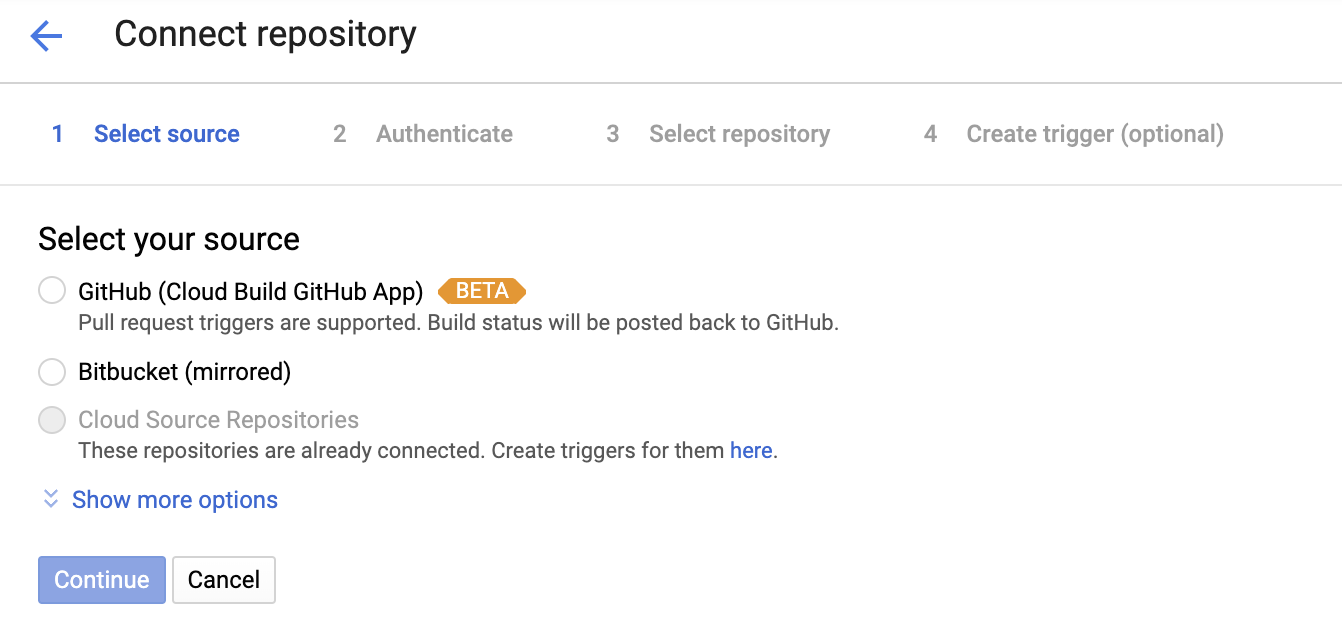 Connect repository
1 Select source 2 Authenticate 3 Select repository 4 Create trigger (optional)
Select your source
GitHub (Cloud Build GitHub App) BETA
Pull request triggers are supported. Build status will be posted back to GitHub.
Bitbucket (mirrored)
Cloud Source Repositories
These repositories are already connected. Create triggers for them here.
Show more options
Continue Cancel